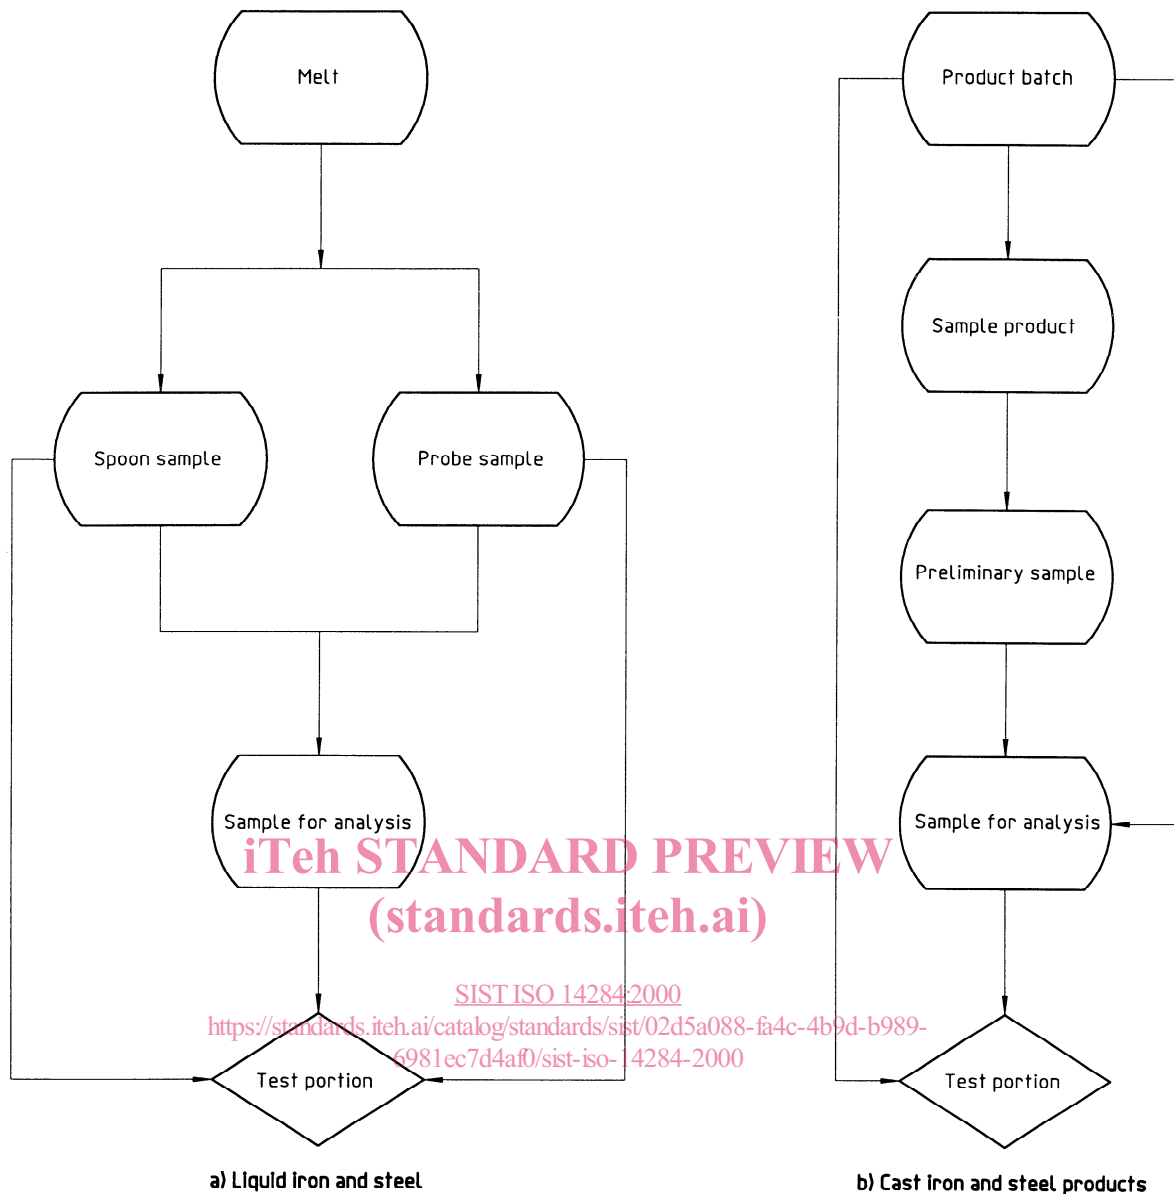 Melt
Product batch
Sample product
Spoon sample
Probe sample
Preliminary sample
Sample for analysis
Sample for analysis
iTeh STANDARD PREVIEW
(standards.iteh.ai)
SIST ISO 14284:2000
https://standards.iteh.ai/catalog/standards/sist/02d5a088-fa4c-4b9d-b989-
6981ec7d4af0/sist-iso-14284-2000
Test portion
Test portion
a) Liquid iron and steel
b) Cast iron and steel products